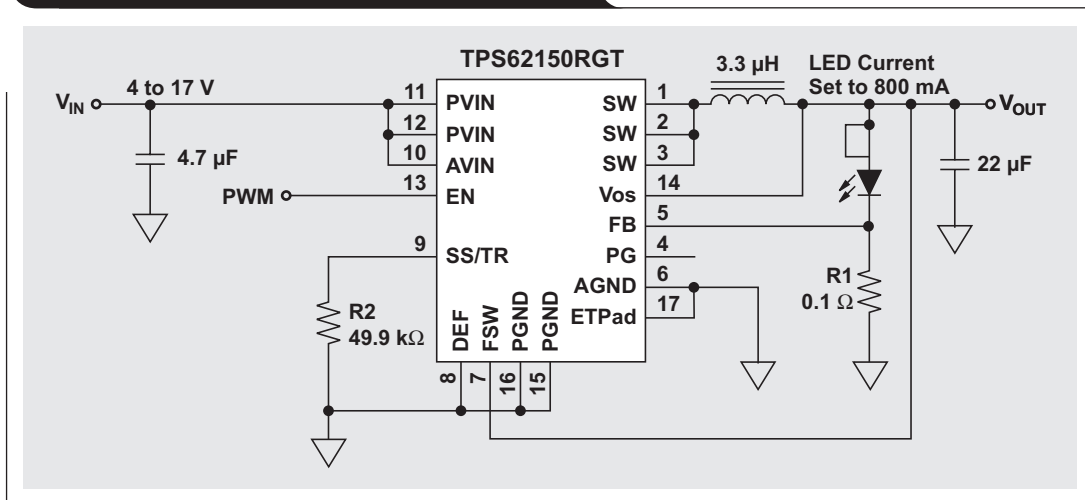 TPS62150RGT
3.3 µH
LED Current
Set to 800 mA
4 to 17 V
V_IN
V_OUT
4.7 µF
22 µF
PWM
11
PVIN
12
PVIN
10
AVIN
13
EN
9
SS/TR
SW
1
SW
2
SW
3
Vos
14
FB
5
PG
4
AGND
6
ETPad
17
DEF
FSW
PGND
PGND
8
7
16
15
R2
49.9 kΩ
R1
0.1 Ω